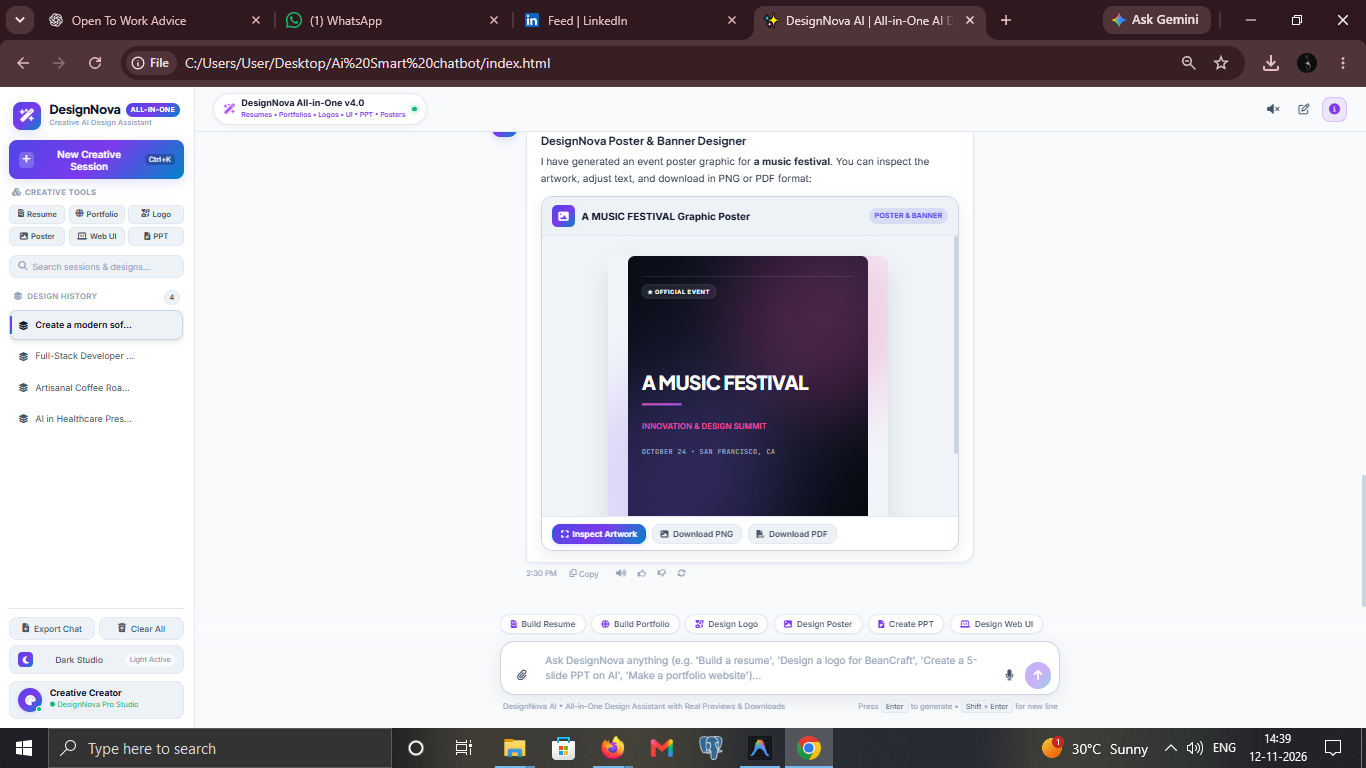 Open To Work Advice
(1) WhatsApp
Feed | LinkedIn
DesignNova AI | All-in-One AI D
Ask Gemini
File
C:/Users/User/Desktop/Ai%20Smart%20chatbot/index.html
DesignNova
ALL-IN-ONE
Creative AI Design Assistant
New Creative
Session
Ctrl+K
CREATIVE TOOLS
Resume
Portfolio
Logo
Poster
Web UI
PPT
Search sessions & designs...
DESIGN HISTORY
4
Create a modern sof...
Full-Stack Developer ...
Artisanal Coffee Roa...
AI in Healthcare Pres...
Export Chat
Clear All
Dark Studio
Light Active
Creative Creator
DesignNova Pro Studio
DesignNova All-in-One v4.0
Resumes • Portfolios • Logos • UI • PPT • Posters
DesignNova Poster & Banner Designer
I have generated an event poster graphic for a music festival. You can inspect the
artwork, adjust text, and download in PNG or PDF format:
A MUSIC FESTIVAL Graphic Poster
POSTER & BANNER
★ OFFICIAL EVENT
A MUSIC FESTIVAL
INNOVATION & DESIGN SUMMIT
OCTOBER 24 • SAN FRANCISCO, CA
Inspect Artwork
Download PNG
Download PDF
2:30 PM
Copy
Build Resume
Build Portfolio
Design Logo
Design Poster
Create PPT
Design Web UI
Ask DesignNova anything (e.g. 'Build a resume', 'Design a logo for BeanCraft', 'Create a 5-
slide PPT on AI', 'Make a portfolio website')...
DesignNova AI • All-in-One Design Assistant with Real Previews & Downloads
Press Enter to generate • Shift + Enter for new line
Type here to search
1
30°C Sunny
ENG
14:39
12-11-2026